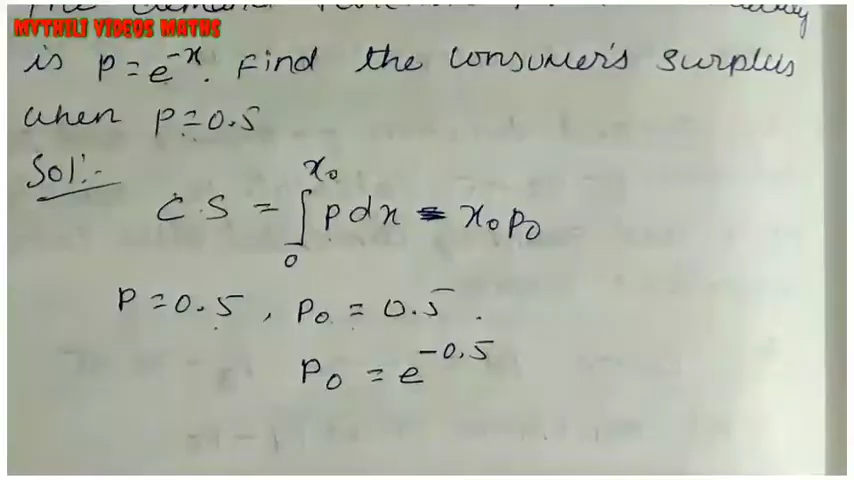 MYTHILI VIDEOS MATHS
is p=e^-x. Find the consumer's surplus
when p=0.5
Sol:-
C.S = ∫₀^x₀ p dx - x₀p₀
P=0.5, P₀ = 0.5.
P₀ = e^-0.5